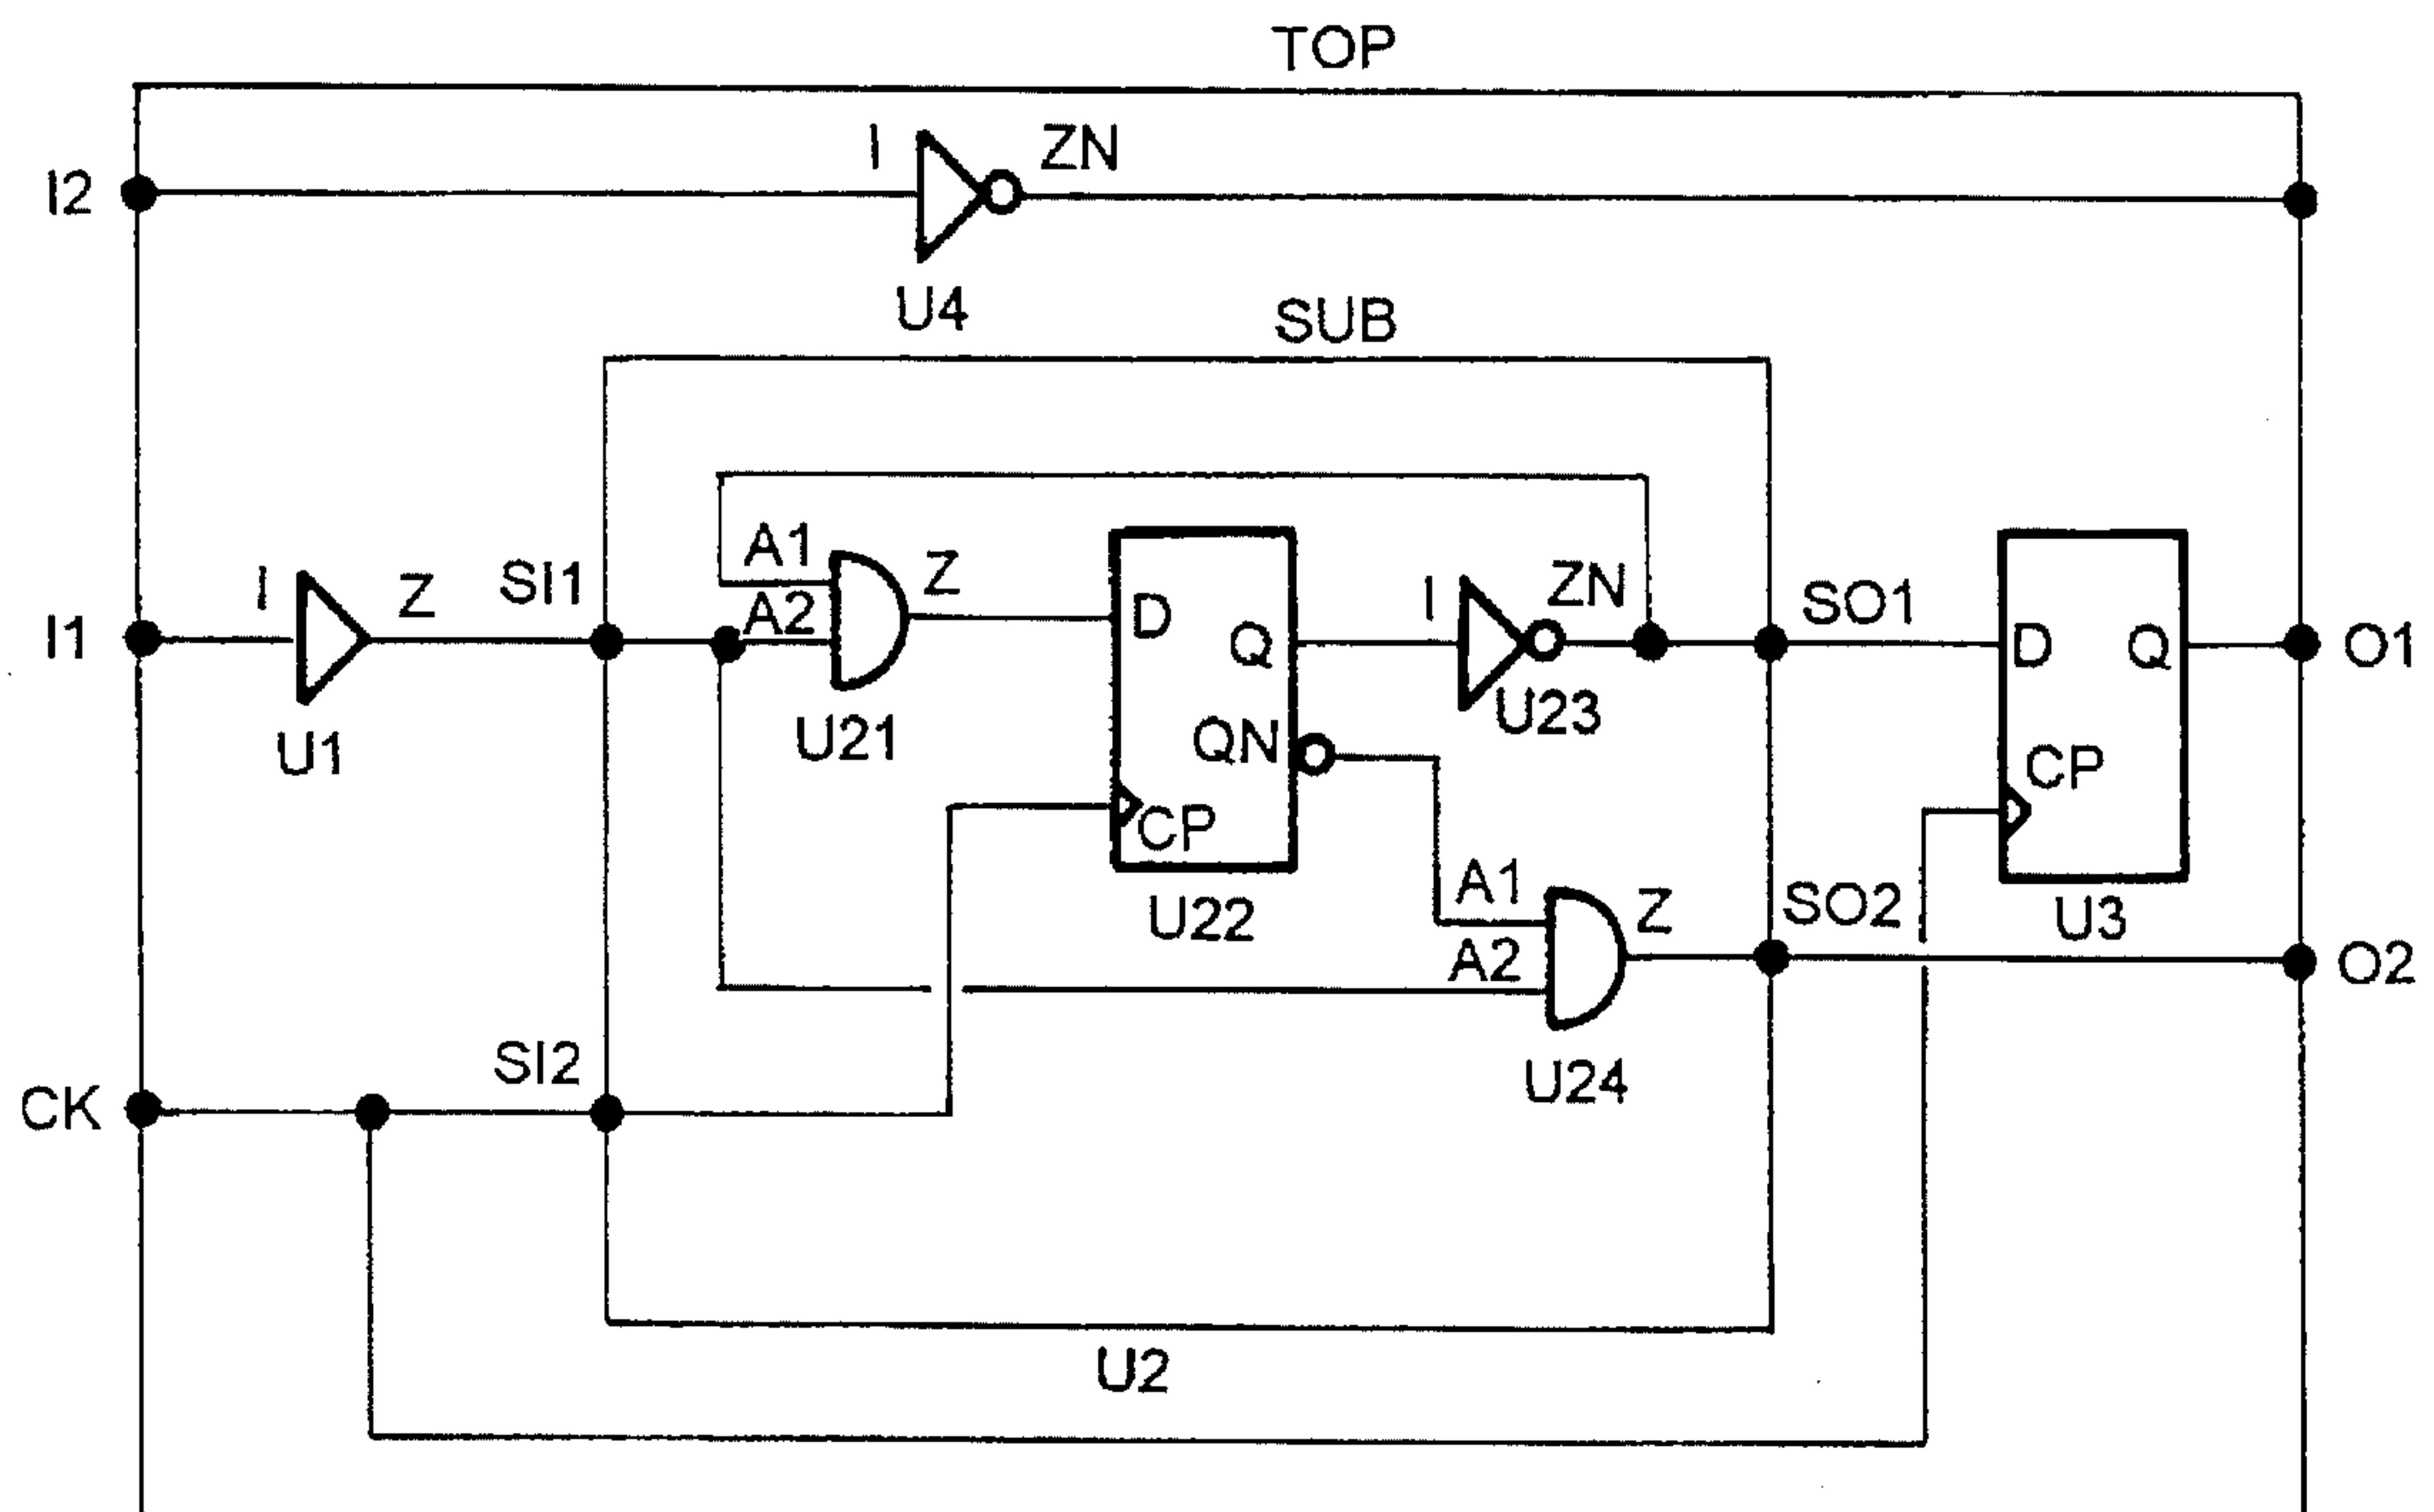 TOP
I2
I
ZN
U4
SUB
I1
I
Z
U1
SI1
A1
A2
Z
U21
D
Q
QN
CP
U22
I
ZN
U23
SO1
D
Q
CP
U3
O1
A1
A2
Z
U24
SO2
O2
CK
SI2
U2